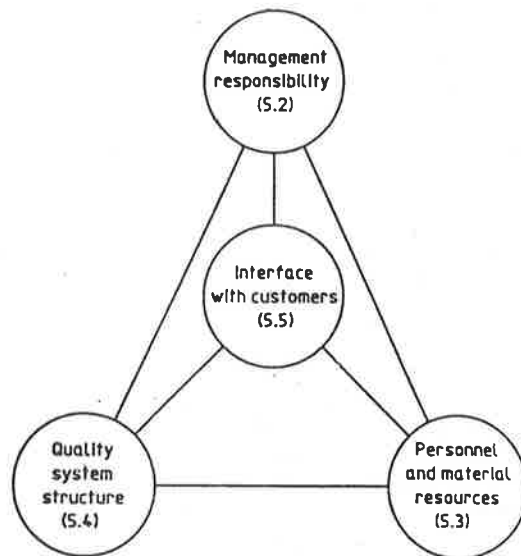 Management
responsibility
(5.2)
Interface
with customers
(5.5)
Quality
system
structure
(5.4)
Personnel
and material
resources
(5.3)